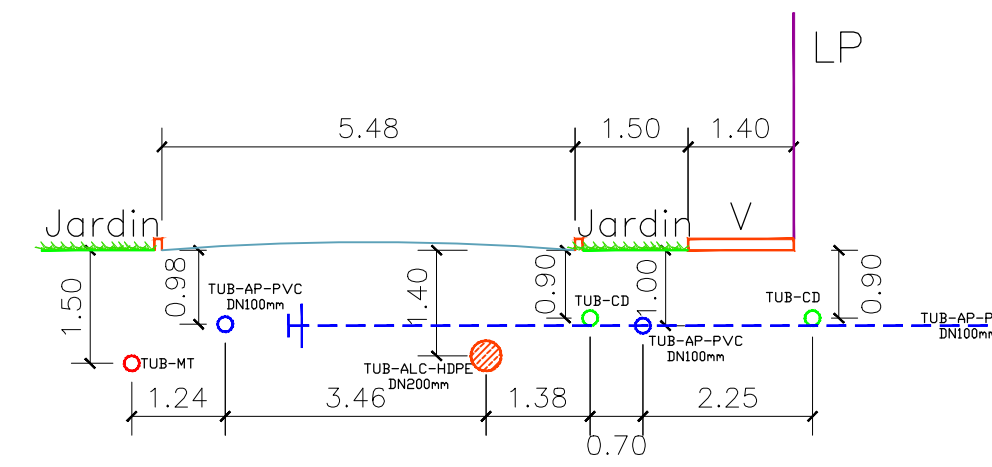 LP
5.48
1.50
1.40
Jardin
Jardin
V
1.50
0.98
TUB-AP-PVC
DN100mm
1.40
0.90
TUB-CD
1.00
TUB-CD
0.90
TUB-AP-P
DN100m
TUB-AP-PVC
DN100mm
TUB-MT
TUB-ALC-HDPE
DN200mm
1.24
3.46
1.38
0.70
2.25